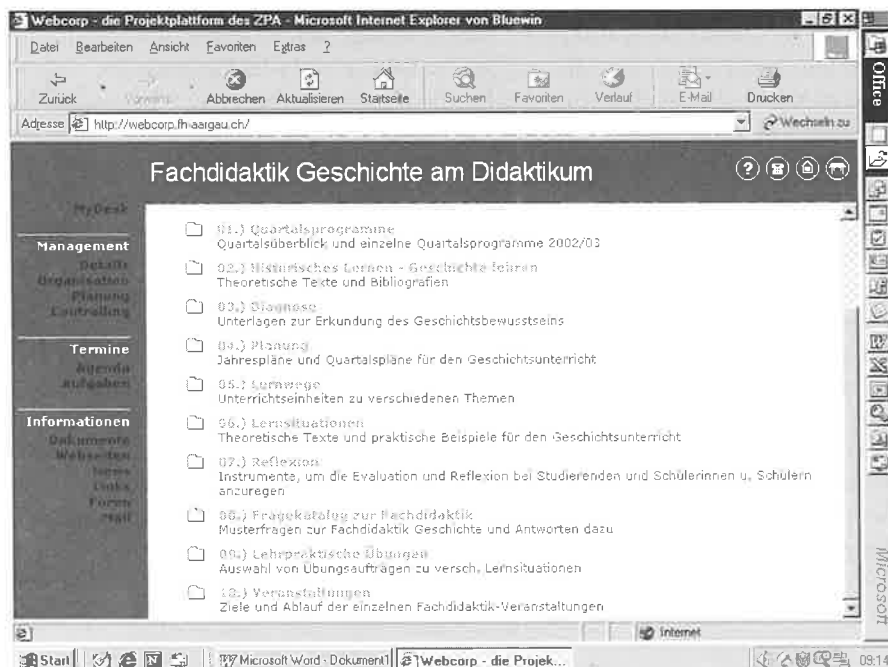 Webcorp - die Projektplattform des ZPA - Microsoft Internet Explorer von Bluewin
Datei Bearbeiten Ansicht Favoriten Extras ?
Zurück Abbrechen Aktualisieren Startseite Suchen Favoriten Verlauf E-Mail Drucken
Adresse http://webcorp.fh-aargau.ch/ Wechseln zu
Office
Fachdidaktik Geschichte am Didaktikum
MyDesk
Management
Details
Organisation
Planung
Controlling
Termine
Agenda
Aufgaben
Informationen
Dokumente
Webseiten
News
Links
Foren
Mail
01.) Quartalsprogramme
Quartalsüberblick und einzelne Quartalsprogramme 2002/03
02.) Historisches Lernen - Geschichte lehren
Theoretische Texte und Bibliografien
03.) Diagnose
Unterlagen zur Erkundung des Geschichtsbewusstseins
04.) Planung
Jahrespläne und Quartalspläne für den Geschichtsunterricht
05.) Lernwege
Unterrichtseinheiten zu verschiedenen Themen
06.) Lernsituationen
Theoretische Texte und praktische Beispiele für den Geschichtsunterricht
07.) Reflexion
Instrumente, um die Evaluation und Reflexion bei Studierenden und Schülerinnen u. Schülern
anzuregen
08.) Fragekatalog zur Fachdidaktik
Musterfragen zur Fachdidaktik Geschichte und Antworten dazu
09.) Lehrpraktische Übungen
Auswahl von Übungsaufträgen zu versch. Lernsituationen
10.) Veranstaltungen
Ziele und Ablauf der einzelnen Fachdidaktik-Veranstaltungen
Microsoft
Internet
Start Microsoft Word - Dokument1 Webcorp - die Projek... 09:14